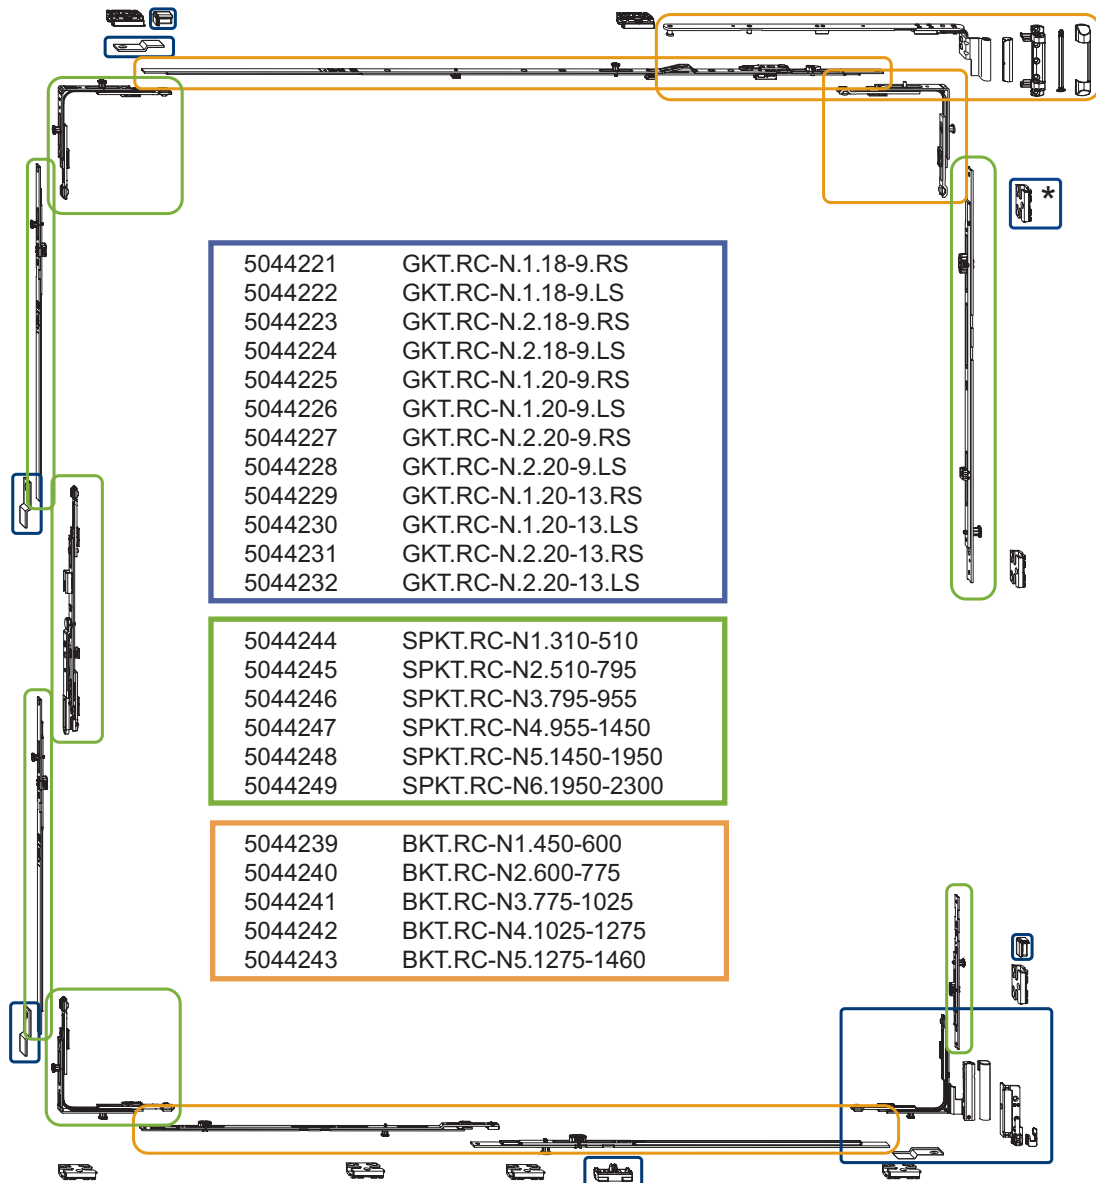 *
5044221 GKT.RC-N.1.18-9.RS
5044222 GKT.RC-N.1.18-9.LS
5044223 GKT.RC-N.2.18-9.RS
5044224 GKT.RC-N.2.18-9.LS
5044225 GKT.RC-N.1.20-9.RS
5044226 GKT.RC-N.1.20-9.LS
5044227 GKT.RC-N.2.20-9.RS
5044228 GKT.RC-N.2.20-9.LS
5044229 GKT.RC-N.1.20-13.RS
5044230 GKT.RC-N.1.20-13.LS
5044231 GKT.RC-N.2.20-13.RS
5044232 GKT.RC-N.2.20-13.LS
5044244 SPKT.RC-N1.310-510
5044245 SPKT.RC-N2.510-795
5044246 SPKT.RC-N3.795-955
5044247 SPKT.RC-N4.955-1450
5044248 SPKT.RC-N5.1450-1950
5044249 SPKT.RC-N6.1950-2300
5044239 BKT.RC-N1.450-600
5044240 BKT.RC-N2.600-775
5044241 BKT.RC-N3.775-1025
5044242 BKT.RC-N4.1025-1275
5044243 BKT.RC-N5.1275-1460